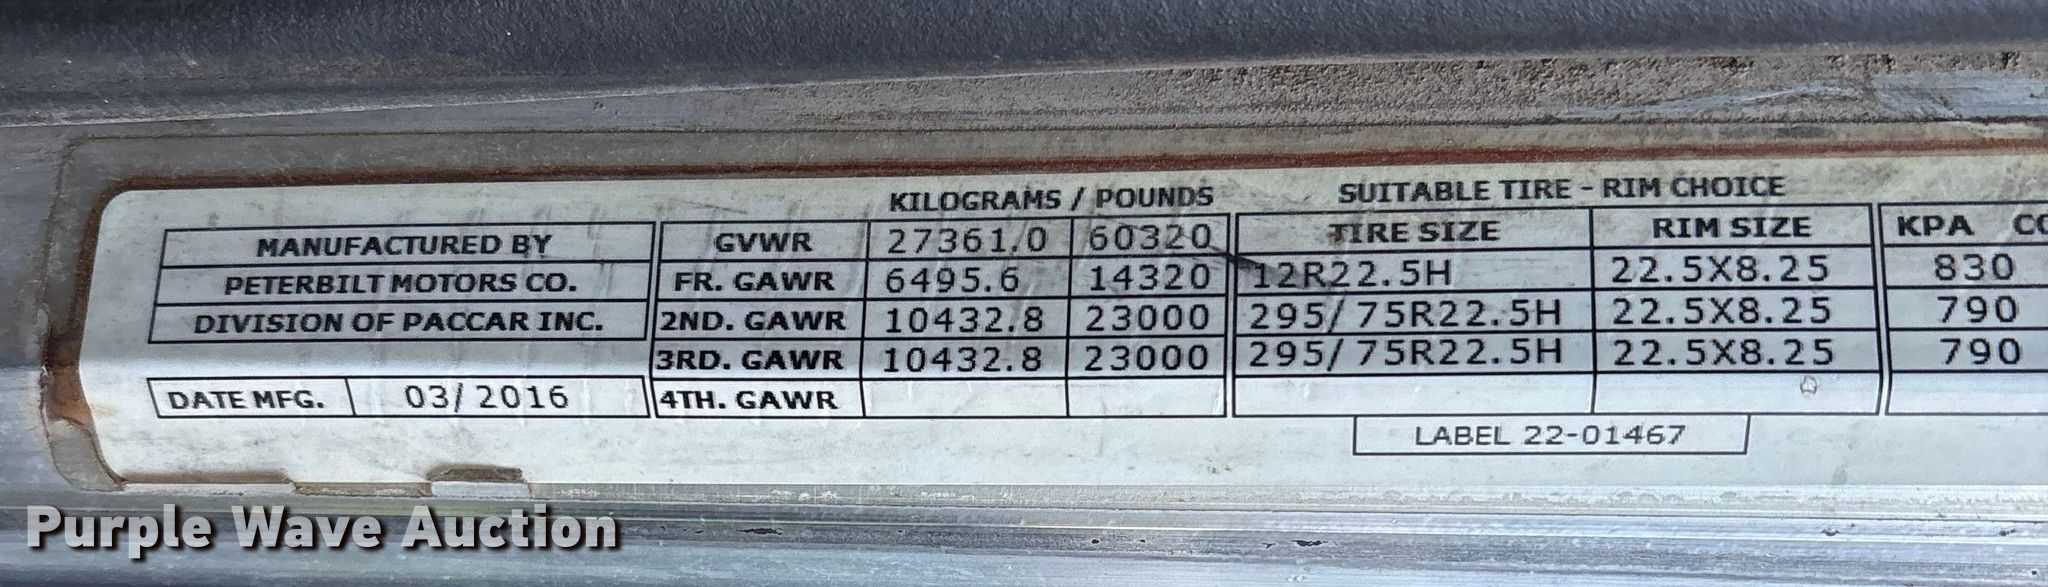 KILOGRAMS / POUNDS SUITABLE TIRE - RIM CHOICE
MANUFACTURED BY GVWR 27361.0 60320 TIRE SIZE RIM SIZE KPA
PETERBILT MOTORS CO. FR. GAWR 6495.6 14320 12R22.5H 22.5X8.25 830
DIVISION OF PACCAR INC. 2ND. GAWR 10432.8 23000 295/75R22.5H 22.5X8.25 790
3RD. GAWR 10432.8 23000 295/75R22.5H 22.5X8.25 790
DATE MFG. 03/2016 4TH. GAWR
LABEL 22-01467
Purple Wave Auction